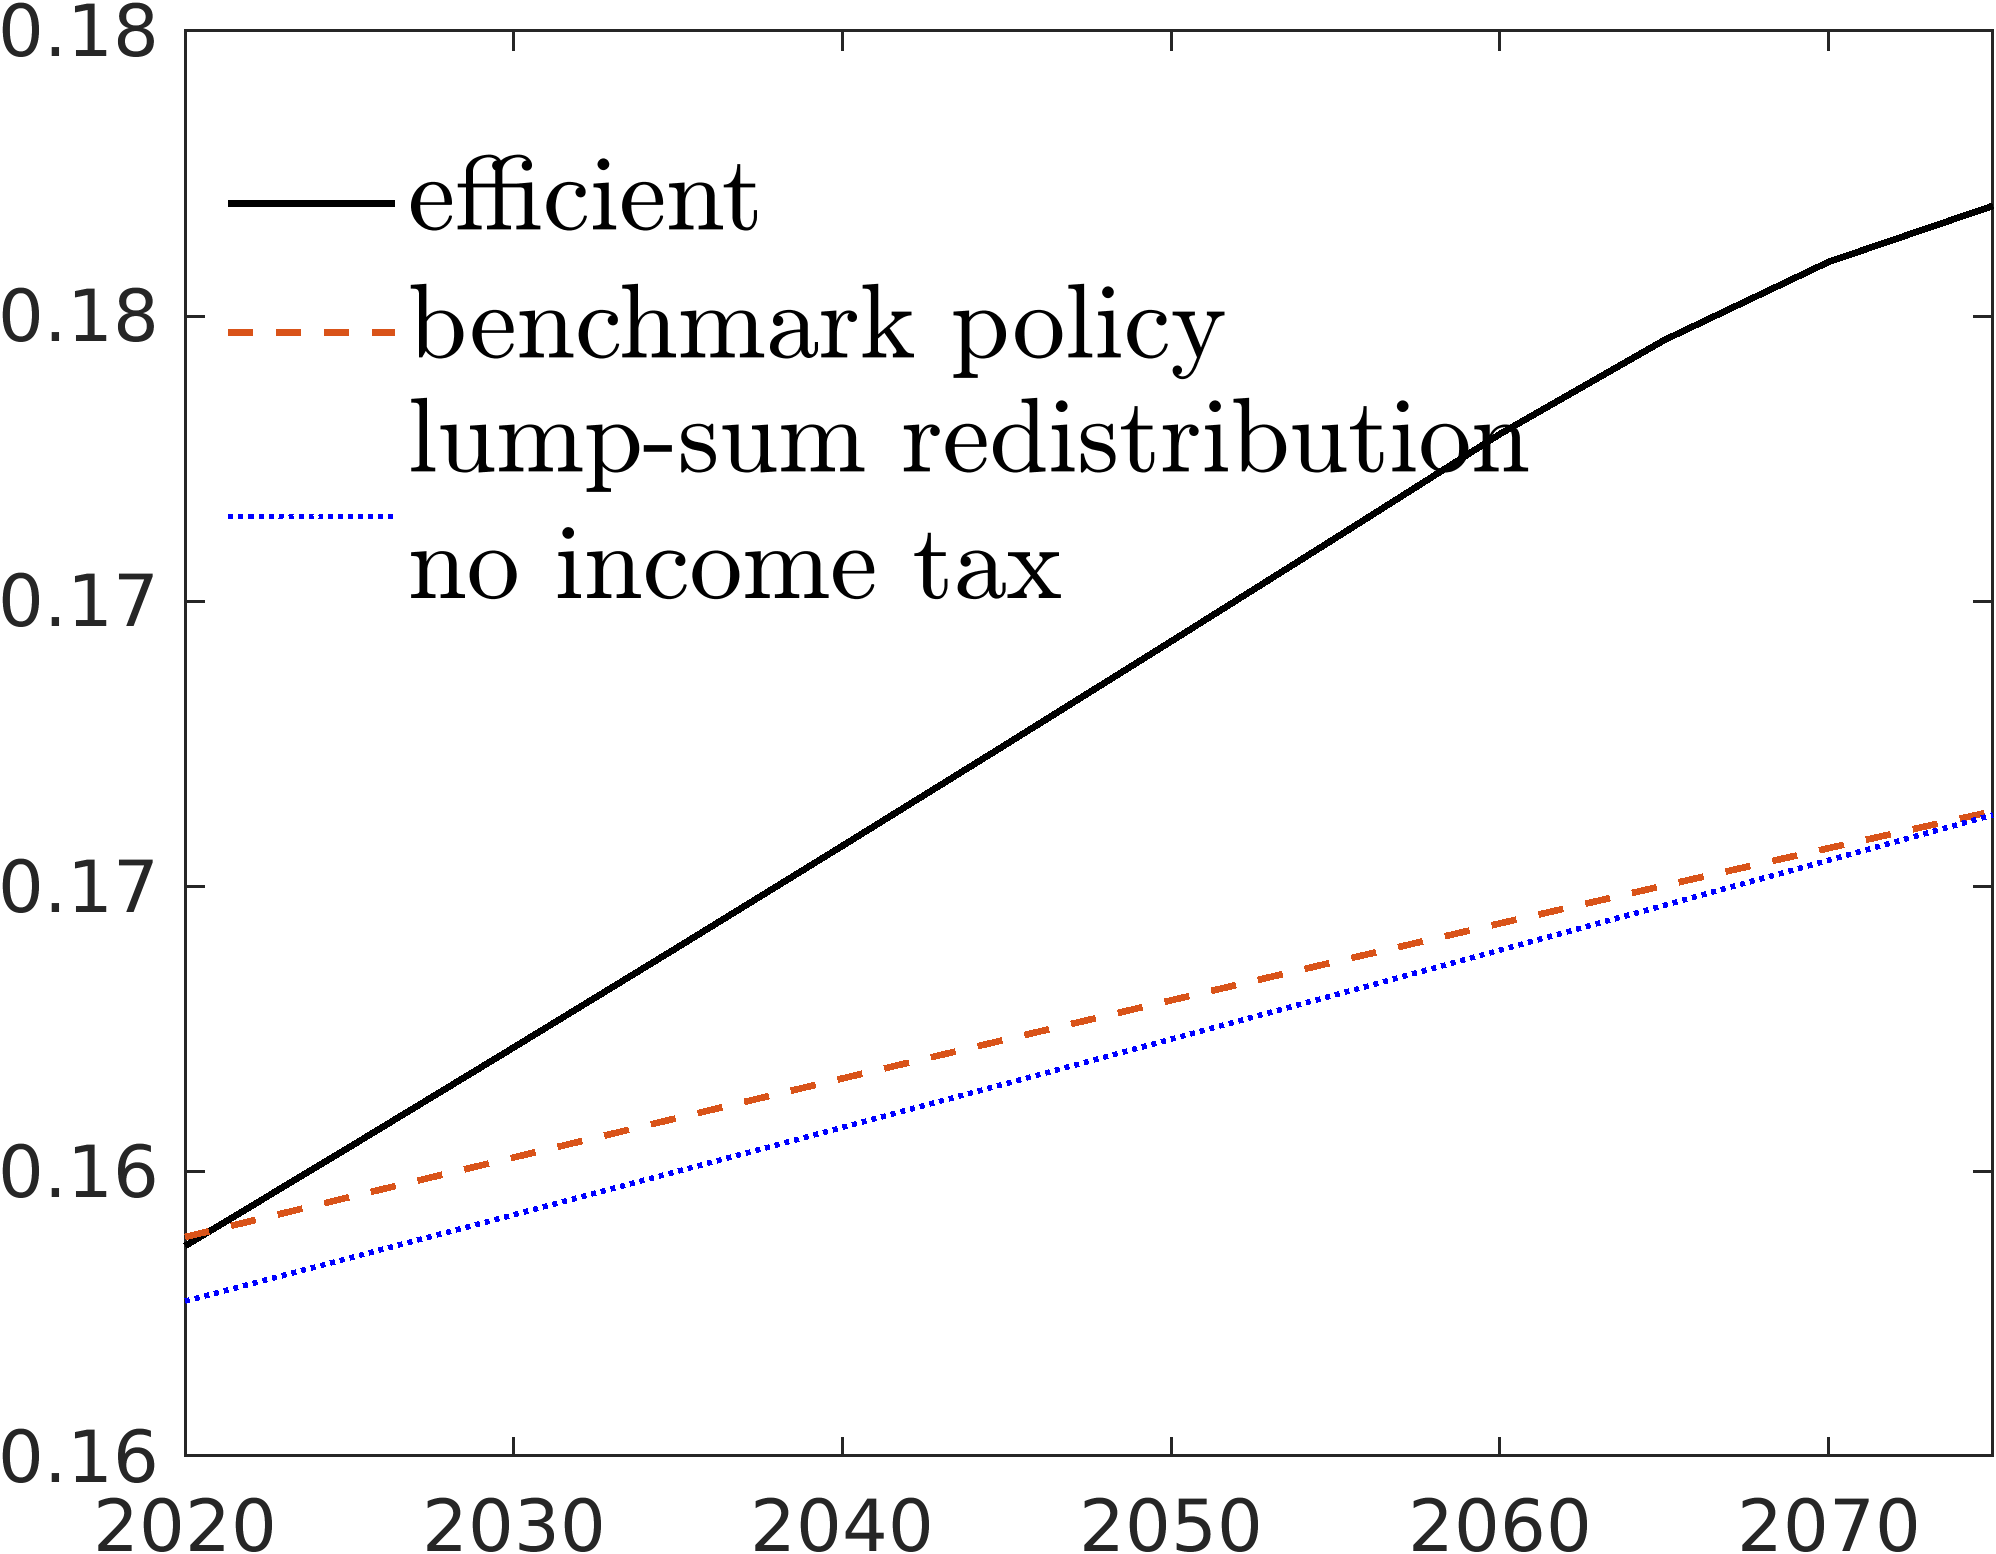 0.18
efficient
benchmark policy
0.18
lump-sum redistribution
no income tax
0.17
0.17
0.16
0.16
2020 2030 2040 2050 2060 2070